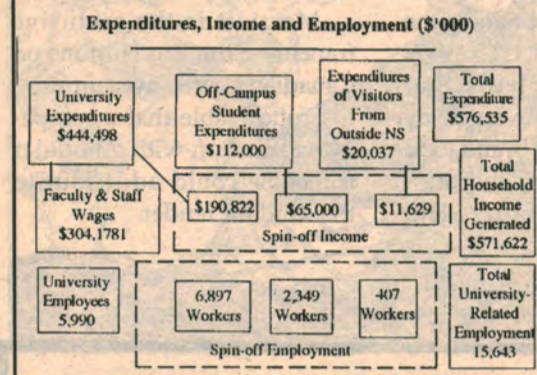 Expenditures, Income and Employment ($'000)
University
Expenditures
$444,498
Off-Campus
Student
Expenditures
$112,000
Expenditures
of Visitors
From
Outside NS
$20,037
Total
Expenditure
$576,535
Faculty & Staff
Wages
$304,1781
$190,822
$65,000
$11,629
Spin-off Income
Total
Household
Income
Generated
$571,622
University
Employees
5,990
6,897
Workers
2,349
Workers
407
Workers
Spin-off Employment
Total
University-
Related
Employment
15,643